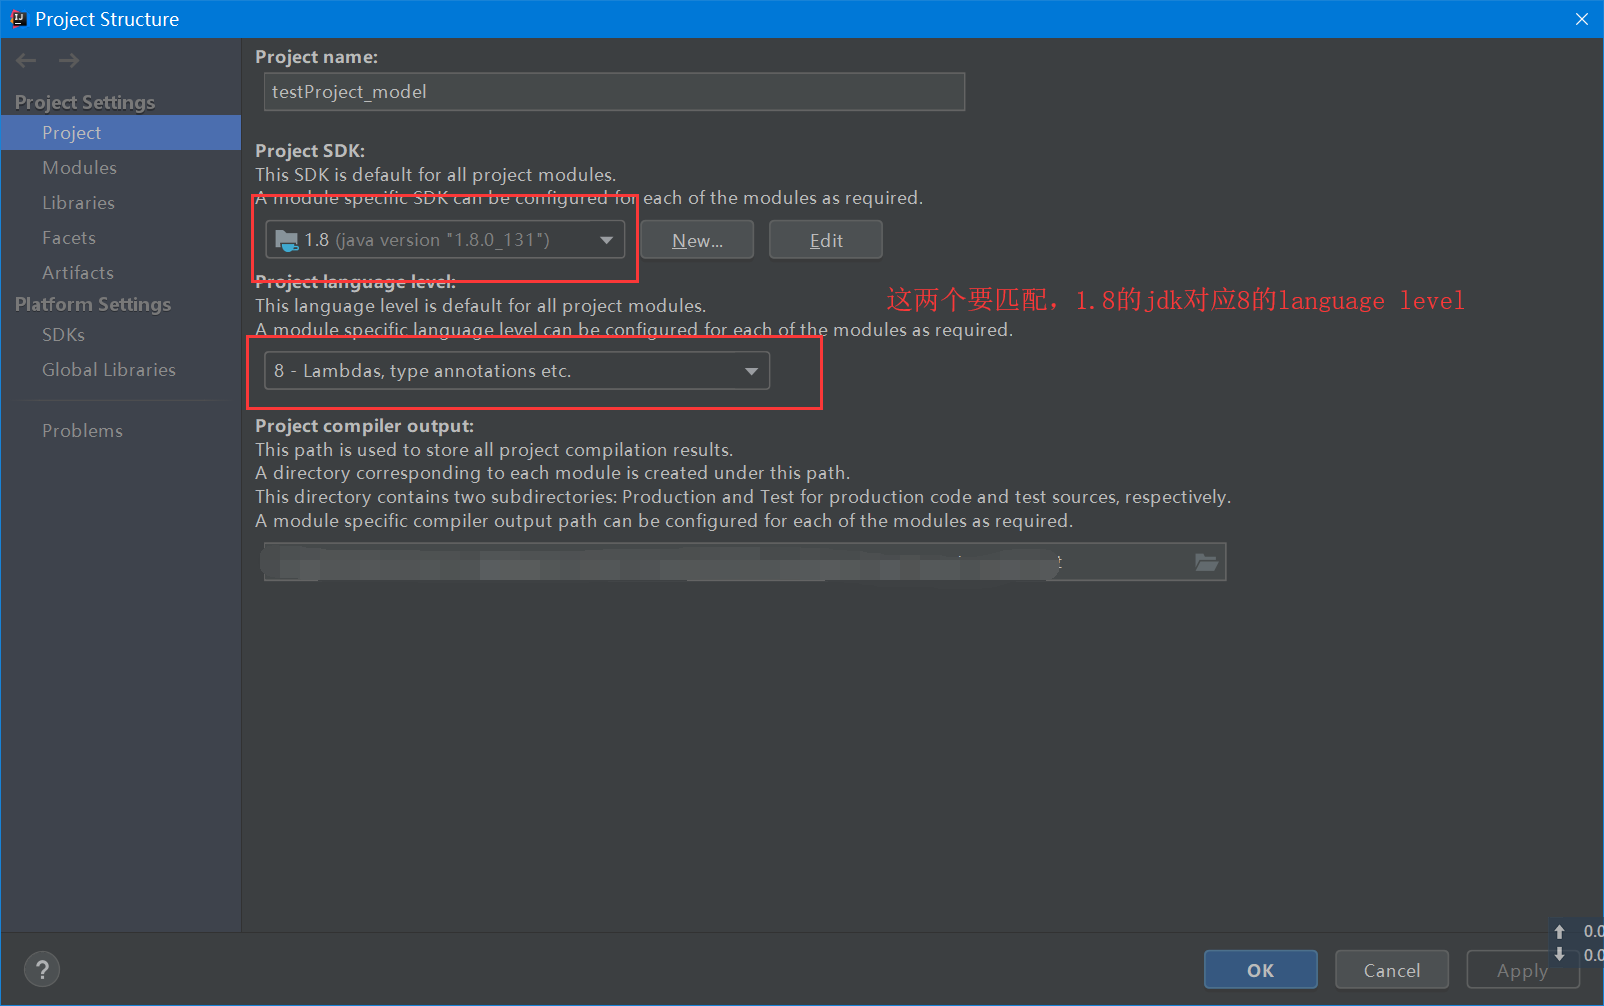 Project Structure
Project Settings
Project
Modules
Libraries
Facets
Artifacts
Platform Settings
SDKs
Global Libraries
Problems
Project name:
testProject_model
Project SDK:
This SDK is default for all project modules.
A module specific SDK can be configured for each of the modules as required.
1.8 (java version "1.8.0_131")
New...
Edit
Project language level:
This language level is default for all project modules.
这两个要匹配，1.8的jdk对应8的language level
A module specific language level can be configured for each of the modules as required.
8 - Lambdas, type annotations etc.
Project compiler output:
This path is used to store all project compilation results.
A directory corresponding to each module is created under this path.
This directory contains two subdirectories: Production and Test for production code and test sources, respectively.
A module specific compiler output path can be configured for each of the modules as required.
?
OK
Cancel
Apply